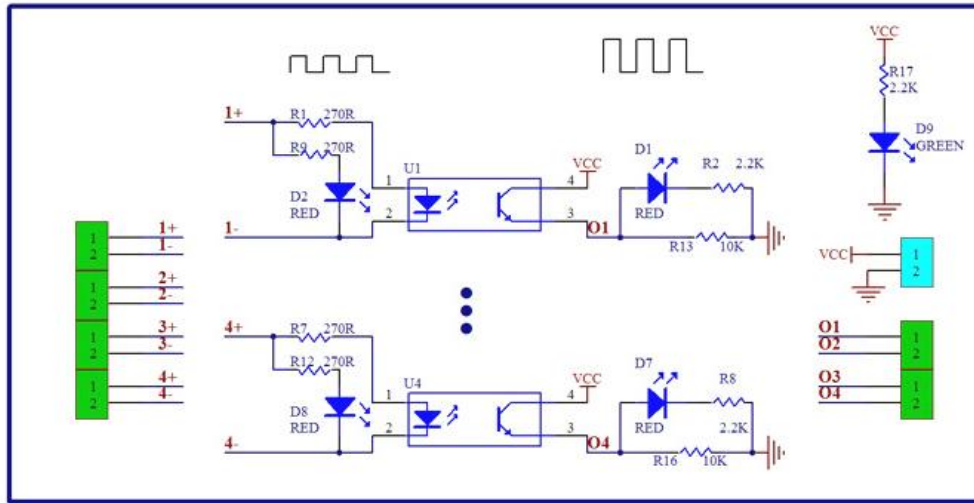 VCC
R17
2.2K
D9
GREEN
1+
R1 270R
R9 270R
D2
RED
1-
U1
1
2
4
3
VCC
O1
D1
RED
R2 2.2K
R13 10K
1 1+
2 1-
1 2+
2 2-
1 3+
2 3-
1 4+
2 4-
VCC 1
2
O1 1
O2 2
O3 1
O4 2
4+
R7 270R
R12 270R
D8
RED
4-
U4
1
2
4
3
VCC
O4
D7
RED
R8
2.2K
R16 10K